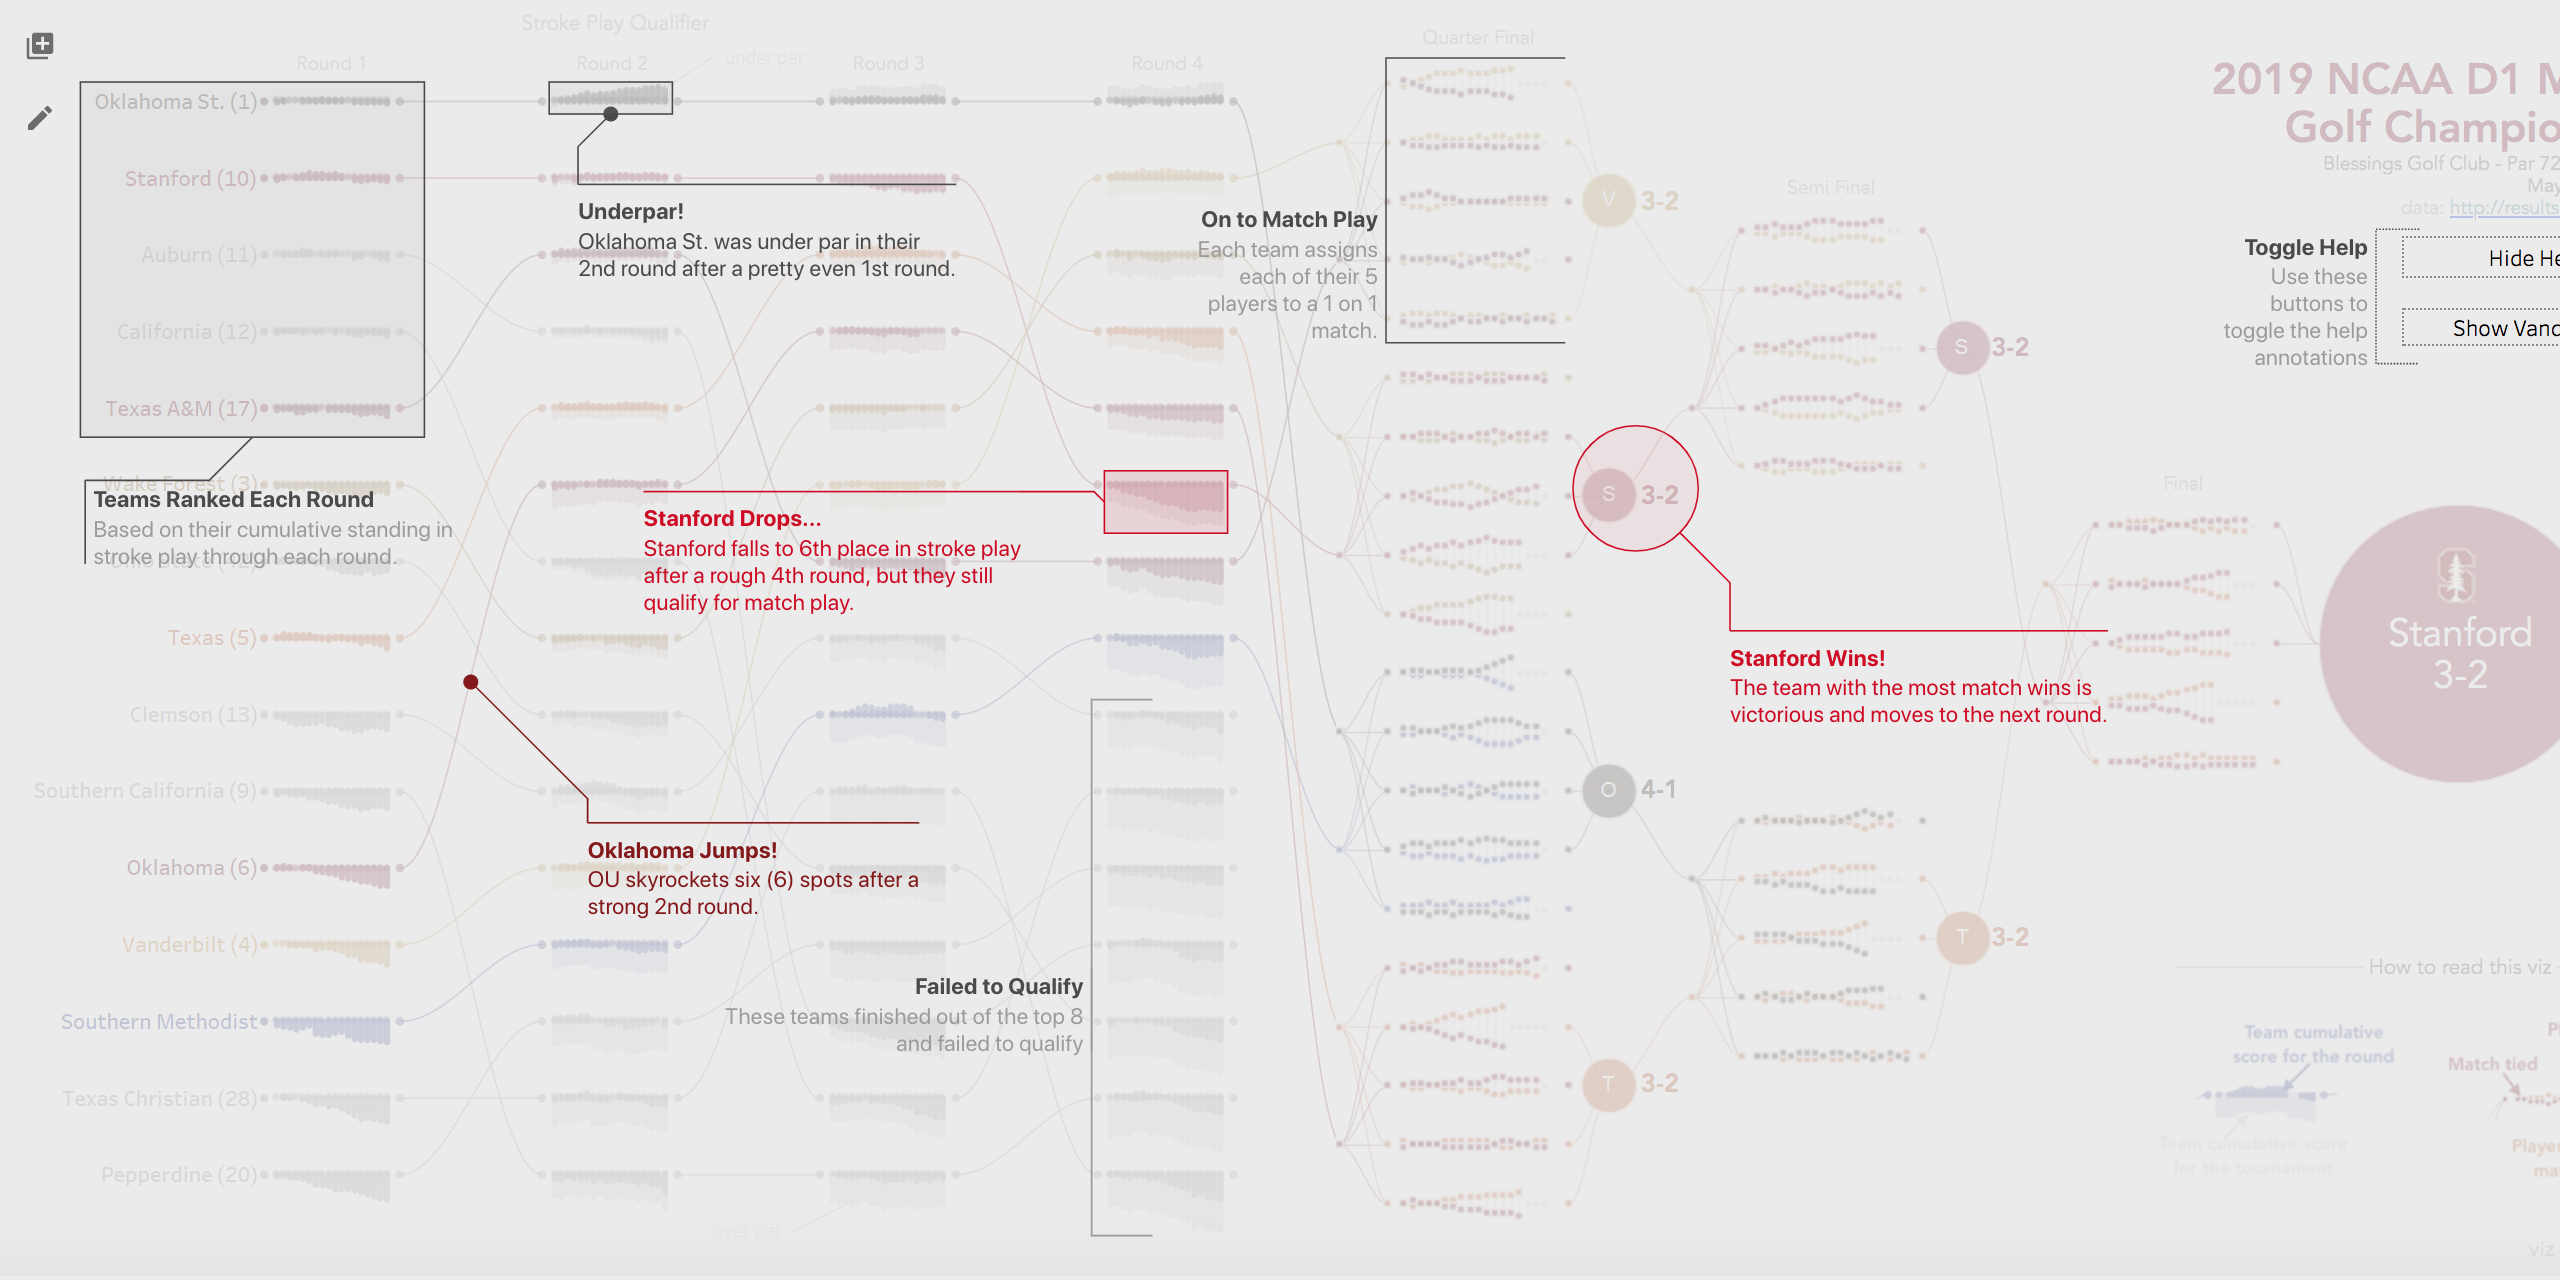 Stroke Play Qualifier
Round 1
Round 2
under par
Round 3
Round 4
Quarter Final
2019 NCAA D1 M
Golf Champio
Blessings Golf Club - Par 72
May
data: http://results
Oklahoma St. (1)
Stanford (10)
Auburn (11)
California (12)
Texas A&M (17)
Wake Forest (3)
Teams Ranked Each Round
Based on their cumulative standing in
stroke play through each round.
Texas (5)
Clemson (13)
Southern California (9)
Oklahoma (6)
Vanderbilt (4)
Southern Methodist
Texas Christian (28)
Pepperdine (20)
Underpar!
Oklahoma St. was under par in their
2nd round after a pretty even 1st round.
Stanford Drops...
Stanford falls to 6th place in stroke play
after a rough 4th round, but they still
qualify for match play.
Oklahoma Jumps!
OU skyrockets six (6) spots after a
strong 2nd round.
Failed to Qualify
These teams finished out of the top 8
and failed to qualify
over par
On to Match Play
Each team assigns
each of their 5
players to a 1 on 1
match.
V 3-2
S 3-2
O 4-1
T 3-2
Semi Final
S 3-2
T 3-2
Stanford Wins!
The team with the most match wins is
victorious and moves to the next round.
Final
S
Stanford
3-2
Toggle Help
Use these
buttons to
toggle the help
annotations
Hide He
Show Vand
How to read this viz
Team cumulative
score for the round
Team cumulative score
for the tournament
Pl
Match tied
Player
ma
viz